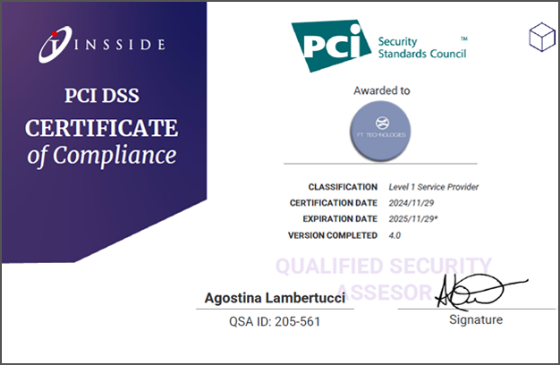 INSSIDE
PCI DSS
CERTIFICATE
of Compliance
PCI Security
Standards Council
™
Awarded to
P.T. TECHNOLOGIES
CLASSIFICATION Level 1 Service Provider
CERTIFICATION DATE 2024/11/29
EXPIRATION DATE 2025/11/29*
VERSION COMPLETED 4.0
QUALIFIED SECURITY
ASSESOR
Agostina Lambertucci
QSA ID: 205-561
Signature